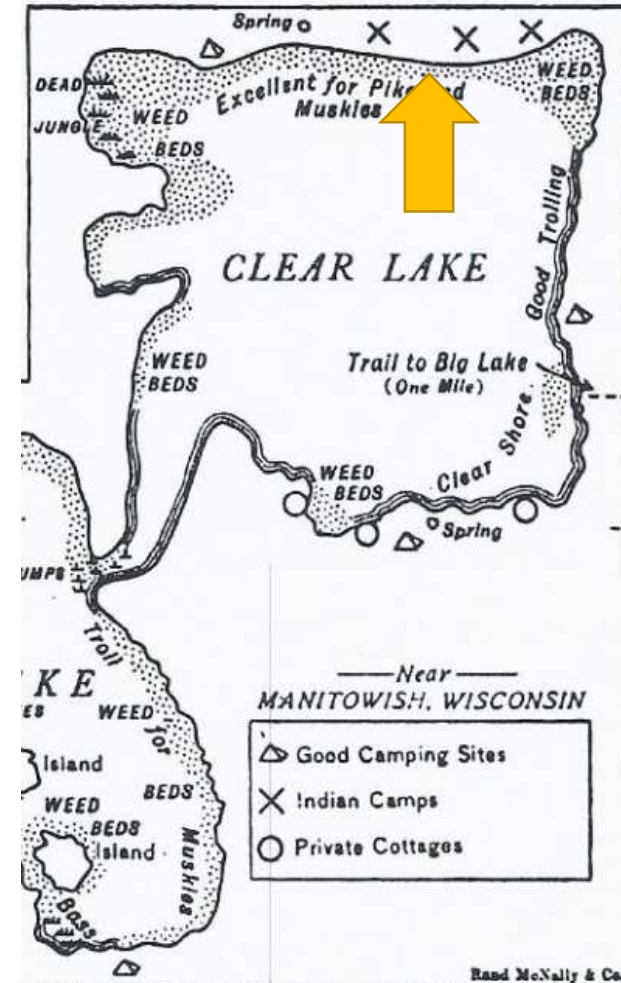 Spring
DEAD
JUNGLE
WEED
BEDS
Excellent for Pike
Muskies
WEED
BEDS
Good Trolling
CLEAR LAKE
WEED
BEDS
Trail to Big Lake
(One Mile)
Clear Shore
WEED
BEDS
Spring
UMPS
Troll
for
Muskies
KE
ES
WEED
BEDS
Island
WEED
BEDS
Island
Bass
Near
MANITOWISH, WISCONSIN
Good Camping Sites
Indian Camps
Private Cottages
Rand McNally & Co